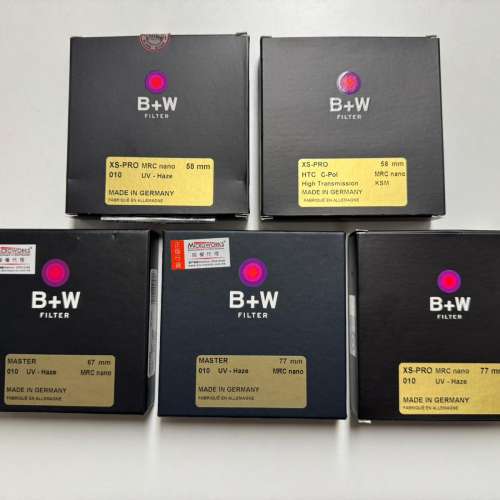 B+W
FILTER
XS-PRO MRC nano 58 mm
010 UV - Haze
MADE IN GERMANY
FABRIQUÉ EN ALLEMAGNE
B+W
FILTER
XS-PRO 58 mm
HTC C-Pol MRC nano
High Transmission KSM
MADE IN GERMANY
FABRIQUÉ EN ALLEMAGNE
MICROWORKS
B+W
FILTER
MASTER 67 mm
010 UV - Haze MRC nano
MADE IN GERMANY
FABRIQUÉ EN ALLEMAGNE
MICROWORKS
B+W
FILTER
MASTER 77 mm
010 UV - Haze MRC nano
MADE IN GERMANY
FABRIQUÉ EN ALLEMAGNE
B+W
FILTER
XS-PRO MRC nano 77 mm
010 UV - Haze
MADE IN GERMANY
FABRIQUÉ EN ALLEMAGNE